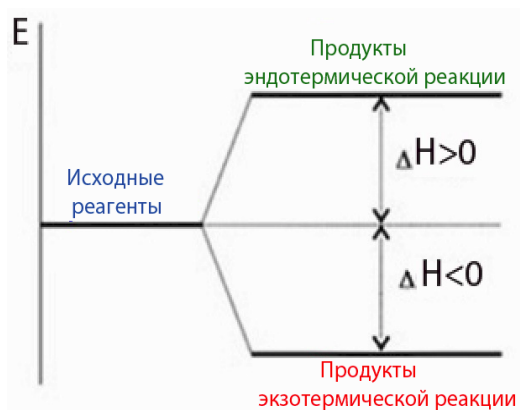 E
Продукты
эндотермической реакции
ΔH>0
Исходные
реагенты
ΔH<0
Продукты
экзотермической реакции